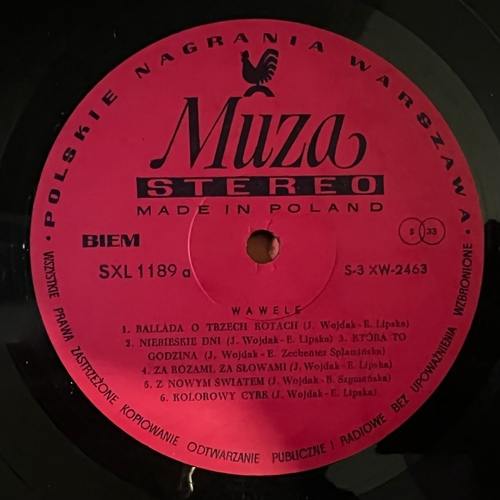 • POLSKIE NAGRANIA WARSZAWA •
Muza
STEREO
MADE IN POLAND
BIEM
S 33
SXL 1189 a
S-3 XW-2463
WAWELE
1. BALLADA O TRZECH KOTACH (J. Wojdak - E. Lipska)
2. NIEBIESKIE DNI (J. Wojdak - E. Lipska) 3. KTÓRA TO
GODZINA (J. Wojdak - E. Zechenter Spławińska)
4. ZA RÓŻAMI, ZA SŁOWAMI (J. Wojdak - E. Lipska)
5. Z NOWYM ŚWIATEM (J. Wojdak - B. Szymańska)
6. KOLOROWY CYRK (J. Wojdak - E. Lipska)
WSZYSTKIE PRAWA ZASTRZEŻONE KOPIOWANIE ODTWARZANIE PUBLICZNE I RADIOWE BEZ UPOWAŻNIENIA WZBRONIONE